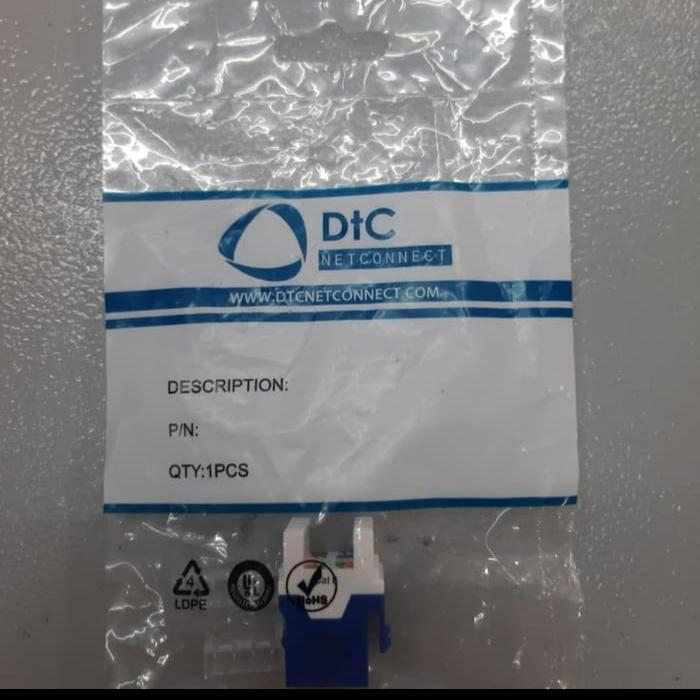 DtC
NETCONNECT
WWW.DTCNETCONNECT.COM
DESCRIPTION:
P/N:
QTY:1PCS
4
LDPE
RoHS